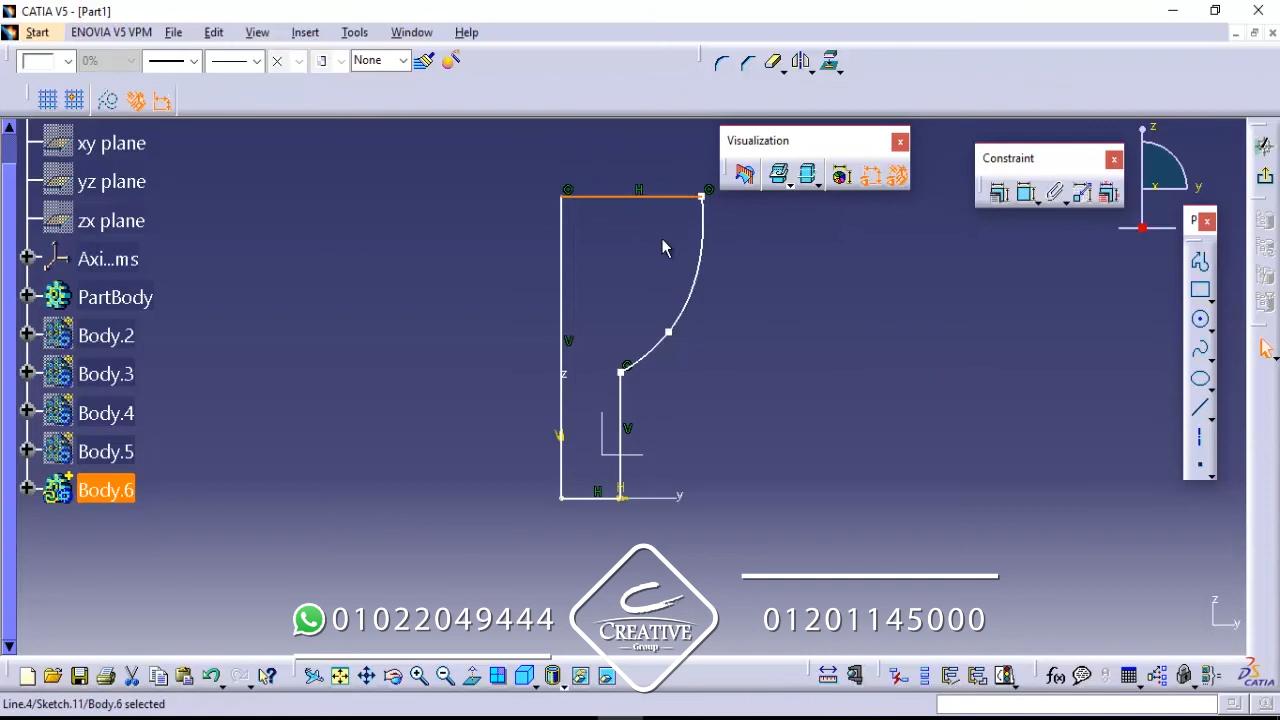 CATIA V5 - [Part1]
Start ENOVIA V5 VPM File Edit View Insert Tools Window Help
0% None
Visualization
Constraint
P
xy plane
yz plane
zx plane
Axi...ms
PartBody
Body.2
Body.3
Body.4
Body.5
Body.6
H
V
z
V
V
H
H
y
z
x
y
01022049444
CREATIVE
Group
01201145000
z
y
CATIA
Line.4/Sketch.11/Body.6 selected